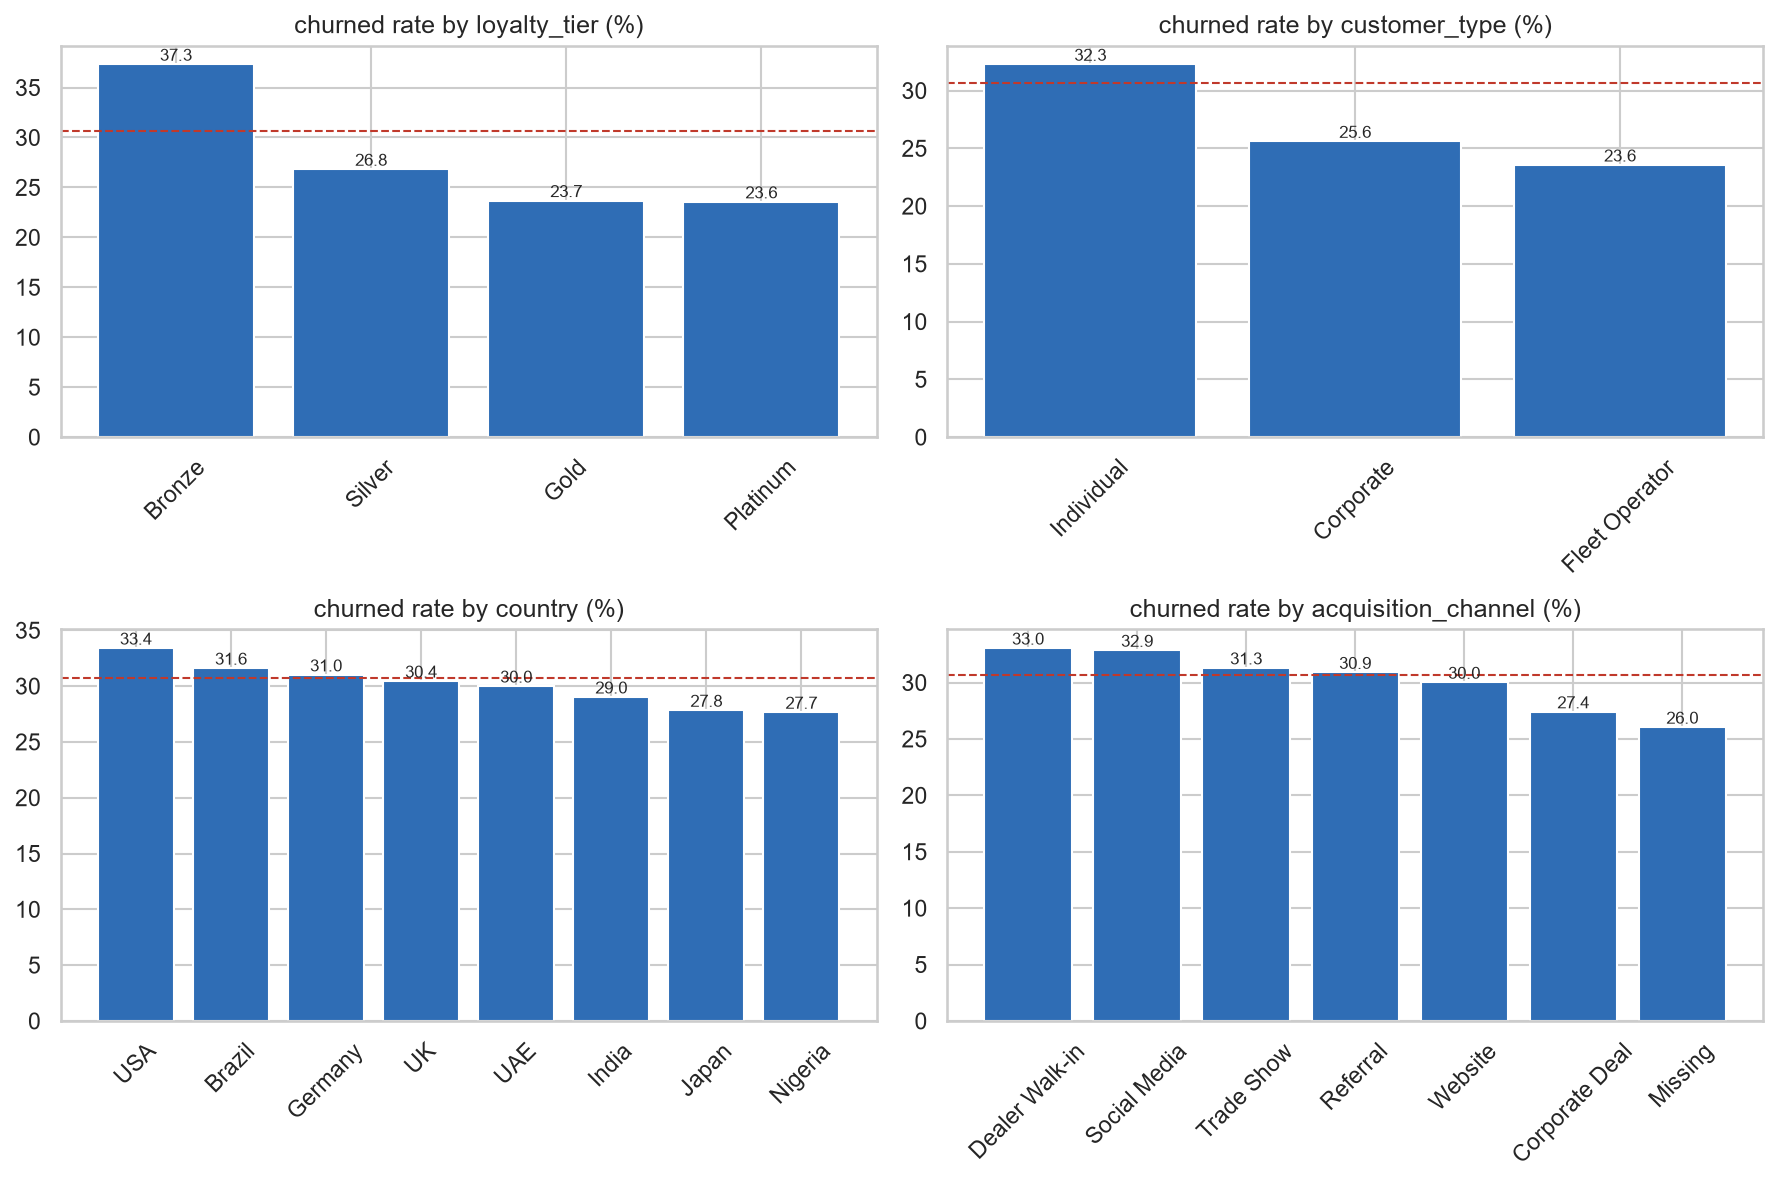 churned rate by loyalty_tier (%)
37.3
26.8
23.7
23.6
35
30
25
20
15
10
5
0
Bronze
Silver
Gold
Platinum
churned rate by customer_type (%)
32.3
25.6
23.6
30
25
20
15
10
5
0
Individual
Corporate
Fleet Operator
churned rate by country (%)
33.4
31.6
31.0
30.4
30.0
29.0
27.8
27.7
35
30
25
20
15
10
5
0
USA
Brazil
Germany
UK
UAE
India
Japan
Nigeria
churned rate by acquisition_channel (%)
33.0
32.9
31.3
30.9
30.0
27.4
26.0
30
25
20
15
10
5
0
Dealer Walk-in
Social Media
Trade Show
Referral
Website
Corporate Deal
Missing